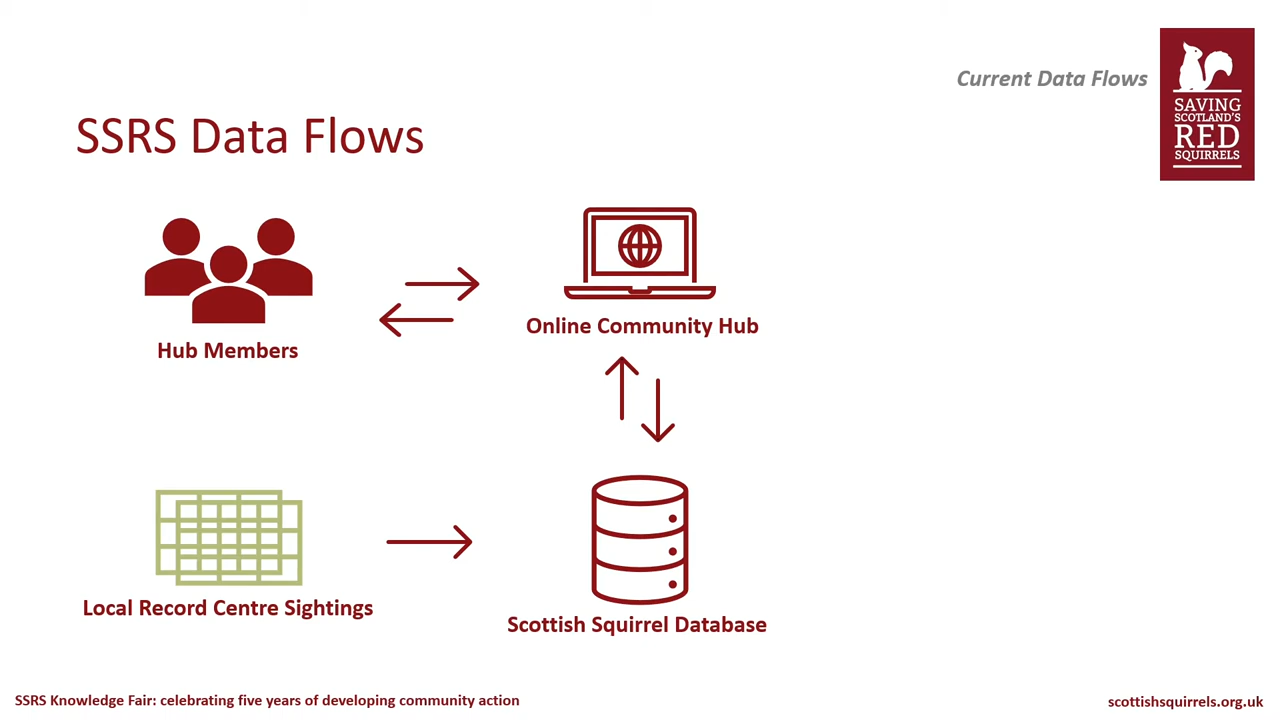 Current Data Flows
SAVING
SCOTLAND'S
RED
SQUIRRELS
SSRS Data Flows
Hub Members
Online Community Hub
Local Record Centre Sightings
Scottish Squirrel Database
SSRS Knowledge Fair: celebrating five years of developing community action
scottishsquirrels.org.uk